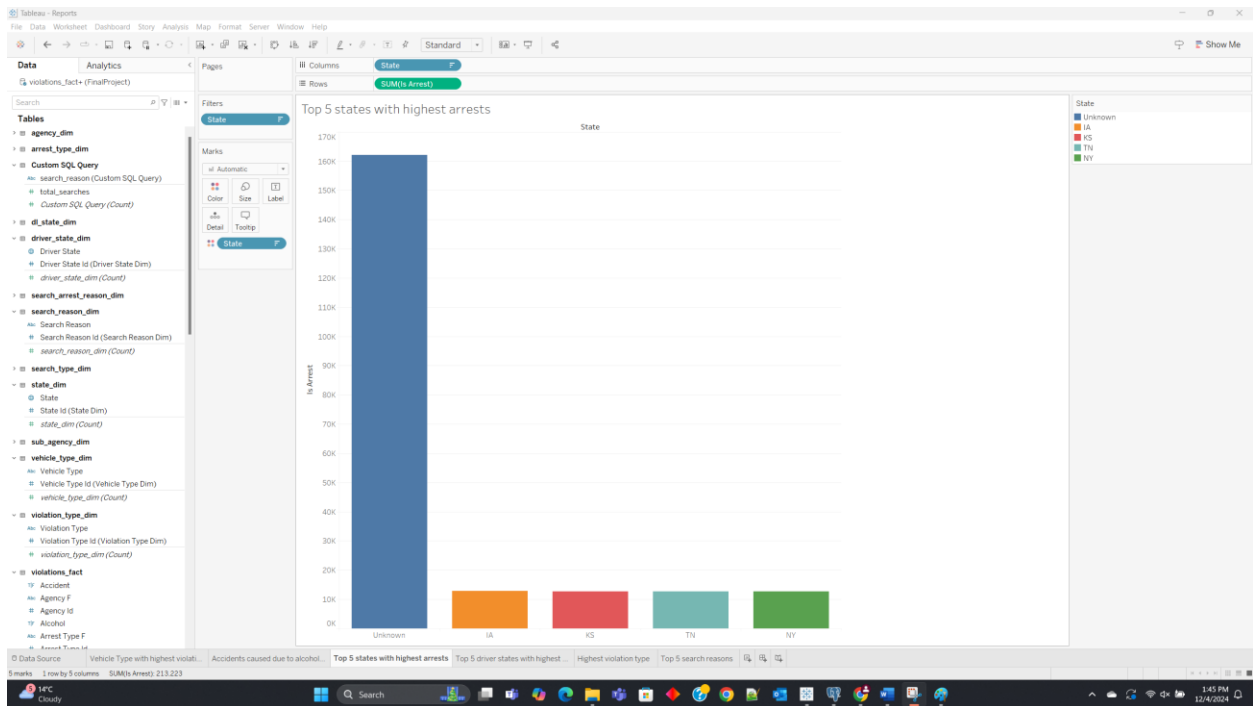 Tableau - Reports
File Data Worksheet Dashboard Story Analysis Map Format Server Window Help
Standard
Show Me
Data Analytics
violations_fact+ (FinalProject)
Search
Tables
agency_dim
arrest_type_dim
Custom SQL Query
Abc search_reason (Custom SQL Query)
# total_searches
# Custom SQL Query (Count)
dl_state_dim
driver_state_dim
Driver State
# Driver State Id (Driver State Dim)
# driver_state_dim (Count)
search_arrest_reason_dim
search_reason_dim
Abc Search Reason
# Search Reason Id (Search Reason Dim)
# search_reason_dim (Count)
search_type_dim
state_dim
State
# State Id (State Dim)
# state_dim (Count)
sub_agency_dim
vehicle_type_dim
Abc Vehicle Type
# Vehicle Type Id (Vehicle Type Dim)
# vehicle_type_dim (Count)
violation_type_dim
Abc Violation Type
# Violation Type Id (Violation Type Dim)
# violation_type_dim (Count)
violations_fact
T|F Accident
Abc Agency F
# Agency Id
T|F Alcohol
Abc Arrest Type F
# Arrest Type Id
Pages
Filters
State
Marks
Automatic
Color Size Label
Detail Tooltip
State
Columns State
Rows SUM(Is Arrest)
Top 5 states with highest arrests
State
170K
160K
150K
140K
130K
120K
110K
100K
90K
80K
70K
60K
50K
40K
30K
20K
10K
0K
Is Arrest
Unknown IA KS TN NY
State
Unknown
IA
KS
TN
NY
Data Source Vehicle Type with highest violati... Accidents caused due to alcohol... Top 5 states with highest arrests Top 5 driver states with highest ... Highest violation type Top 5 search reasons
5 marks 1 row by 5 columns SUM(Is Arrest): 213,223
5
14°C
Cloudy
Search
1:45 PM
12/4/2024